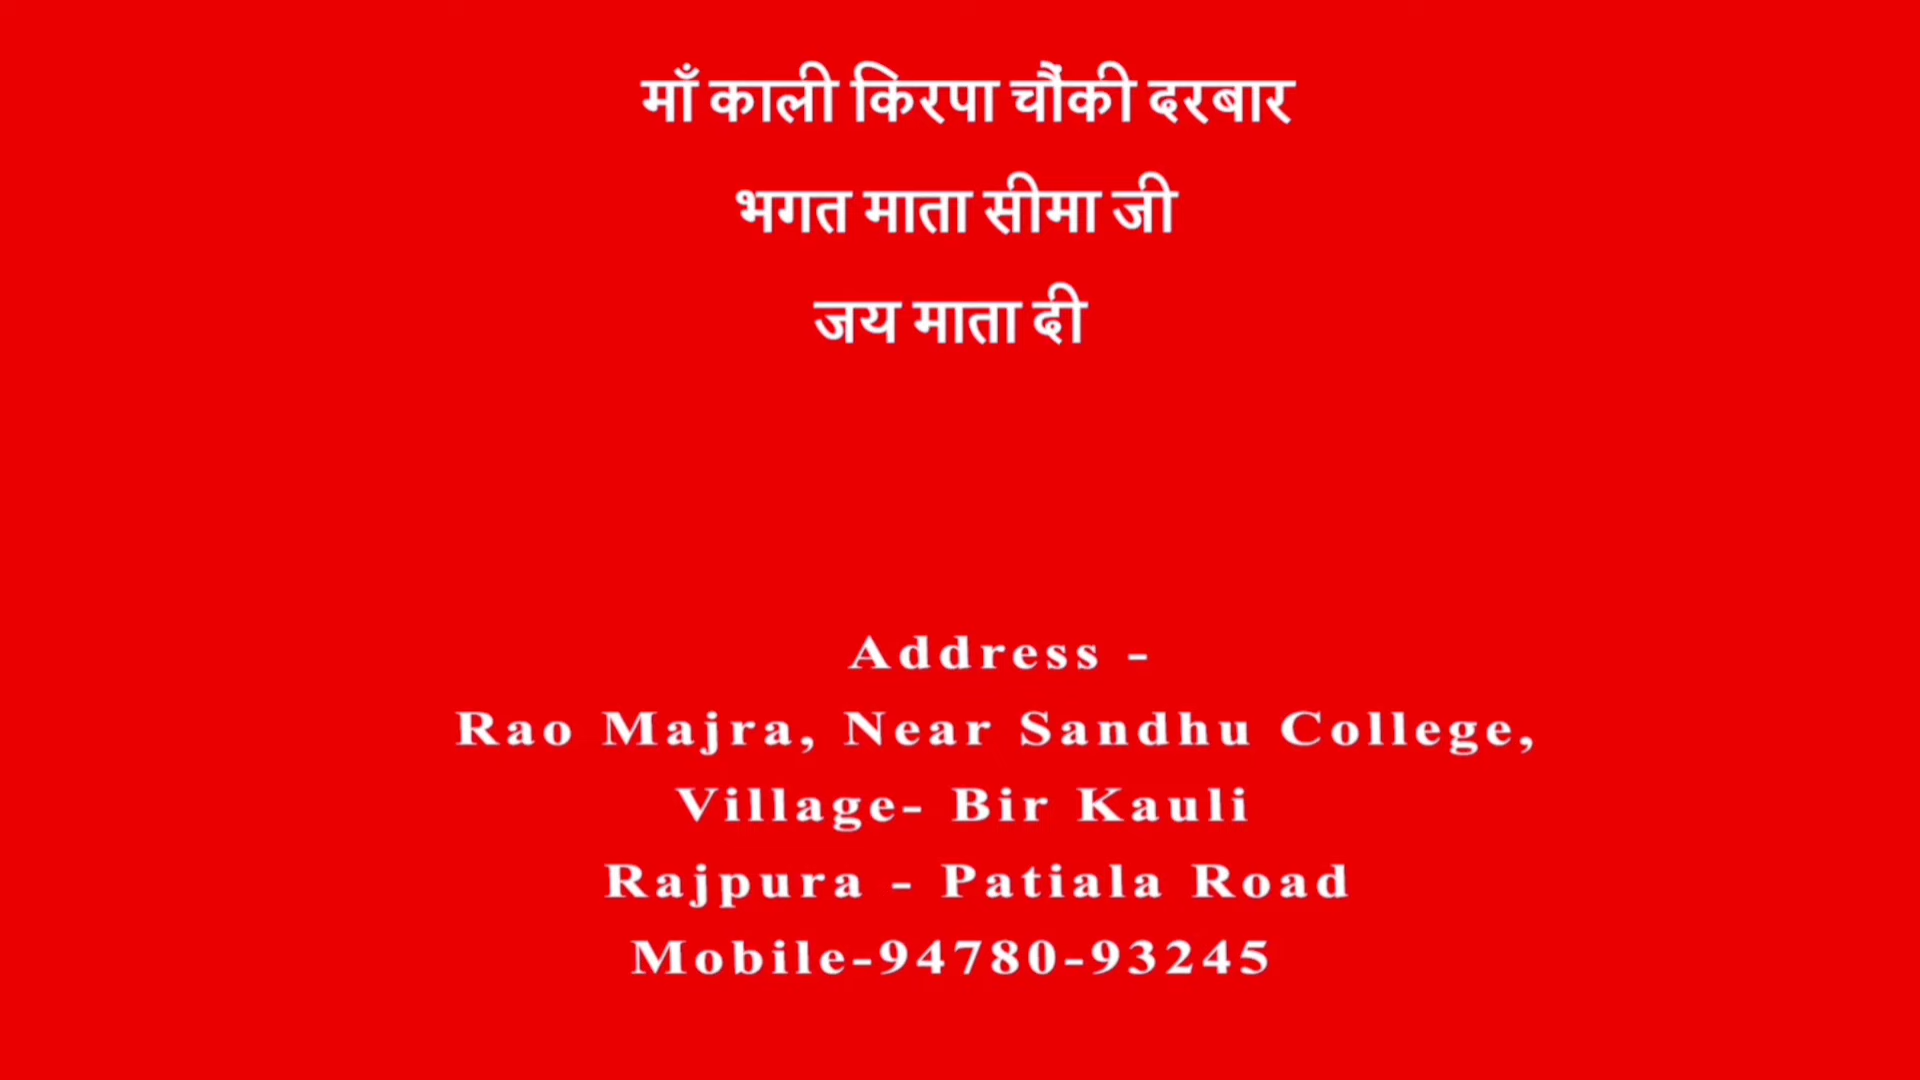 माँ काली किरपा चौंकी दरबार
भगत माता सीमा जी
जय माता दी
Address -
Rao Majra, Near Sandhu College,
Village- Bir Kauli
Rajpura - Patiala Road
Mobile-94780-93245